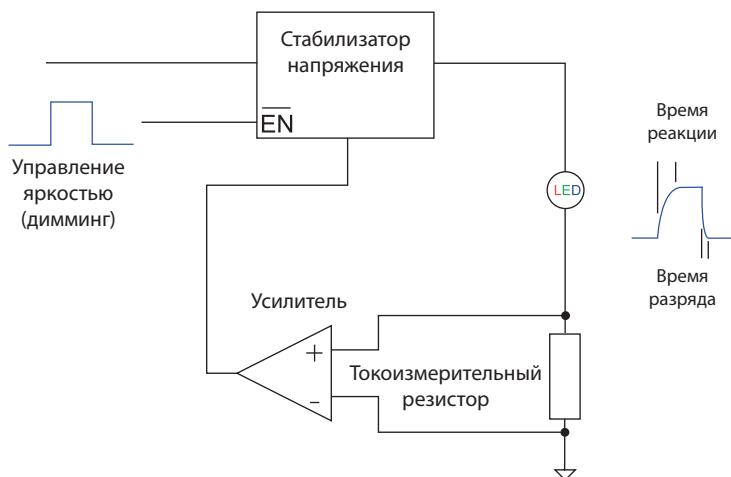 Стабилизатор
напряжения
EN
Управление
яркостью
(димминг)
LED
Время
реакции
Время
разряда
Усилитель
+
–
Токоизмерительный
резистор